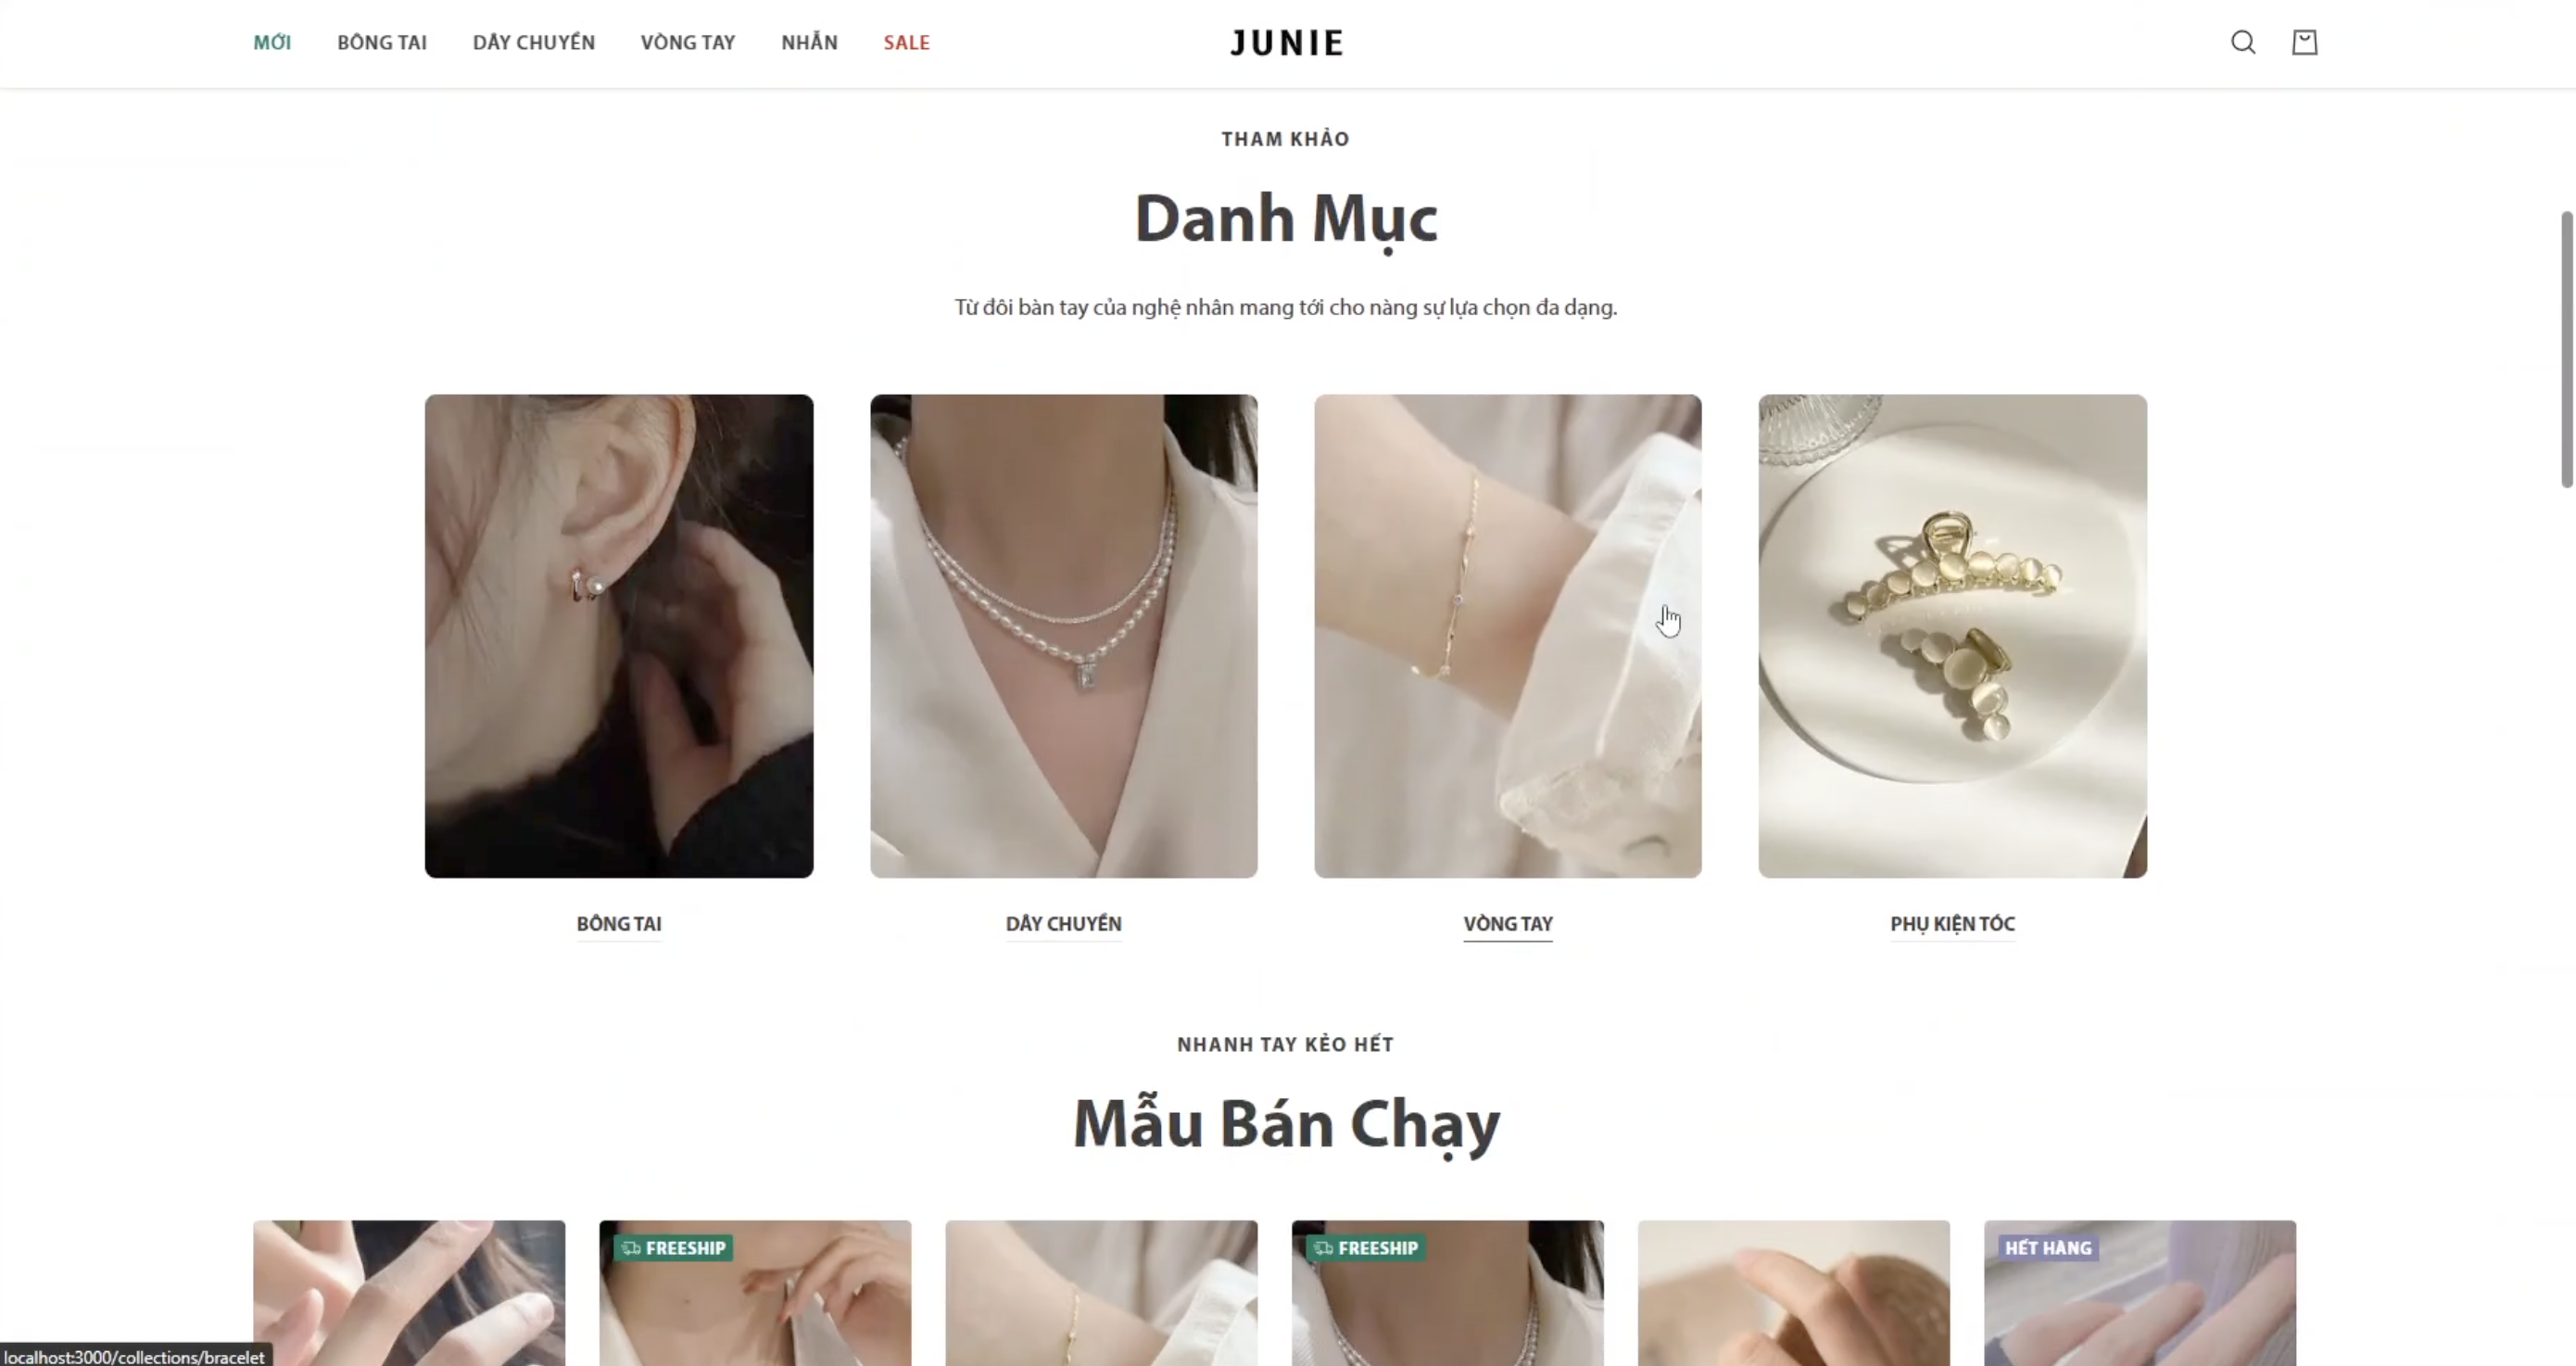 MỚI
BÔNG TAI
DÂY CHUYỀN
VÒNG TAY
NHẪN
SALE
JUNIE
THAM KHẢO
Danh Mục
Từ đôi bàn tay của nghệ nhân mang tới cho nàng sự lựa chọn đa dạng.
BÔNG TAI
DÂY CHUYỀN
VÒNG TAY
PHỤ KIỆN TÓC
NHANH TAY KẺO HẾT
Mẫu Bán Chạy
FREESHIP
FREESHIP
HẾT HÀNG
localhost:3000/collections/bracelet